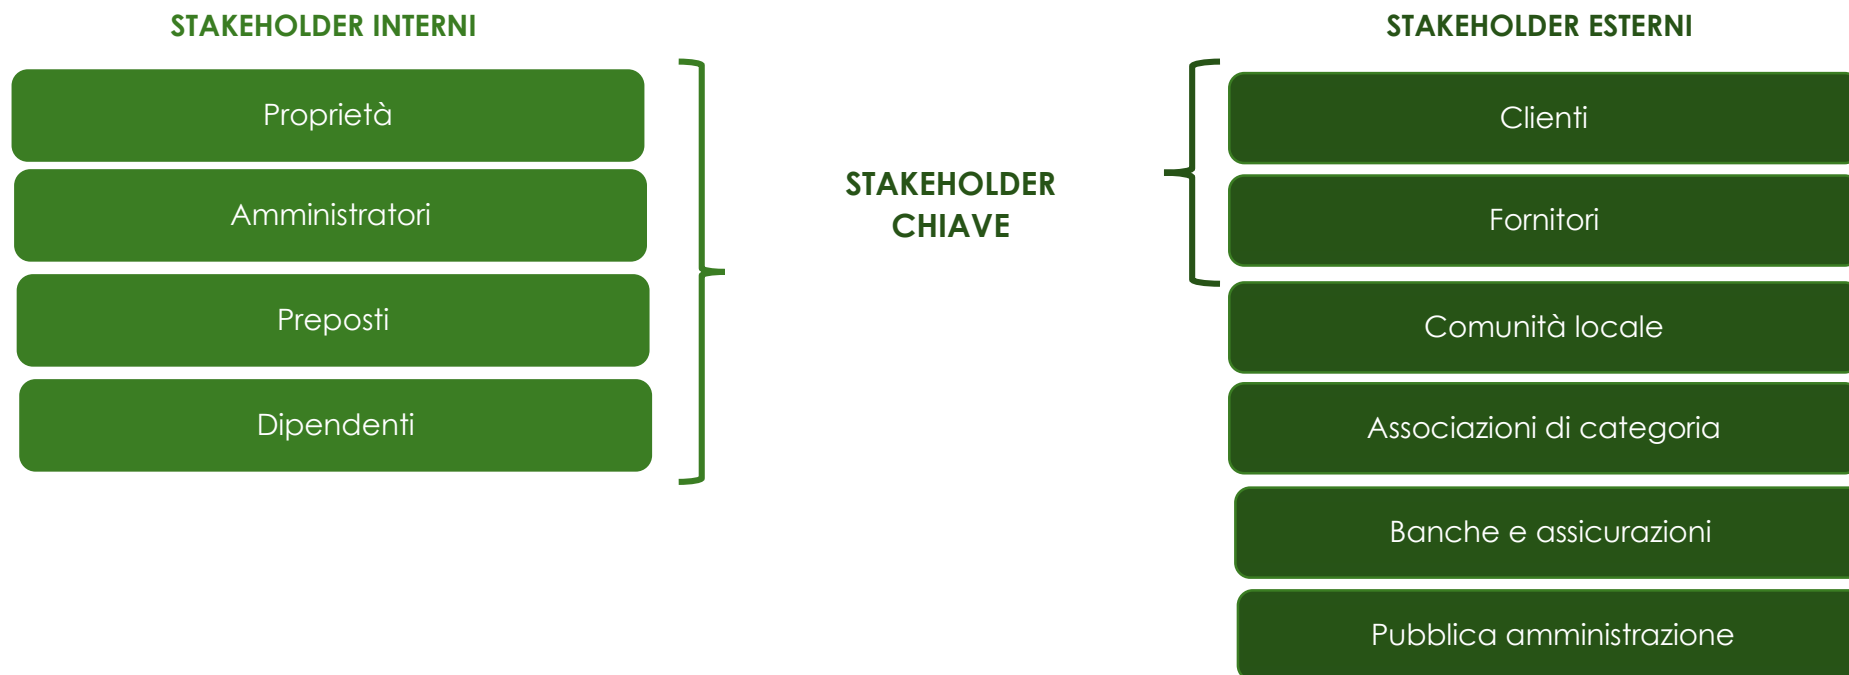 STAKEHOLDER INTERNI
Proprietà
Amministratori
Preposti
Dipendenti
STAKEHOLDER
CHIAVE
STAKEHOLDER ESTERNI
Clienti
Fornitori
Comunità locale
Associazioni di categoria
Banche e assicurazioni
Pubblica amministrazione